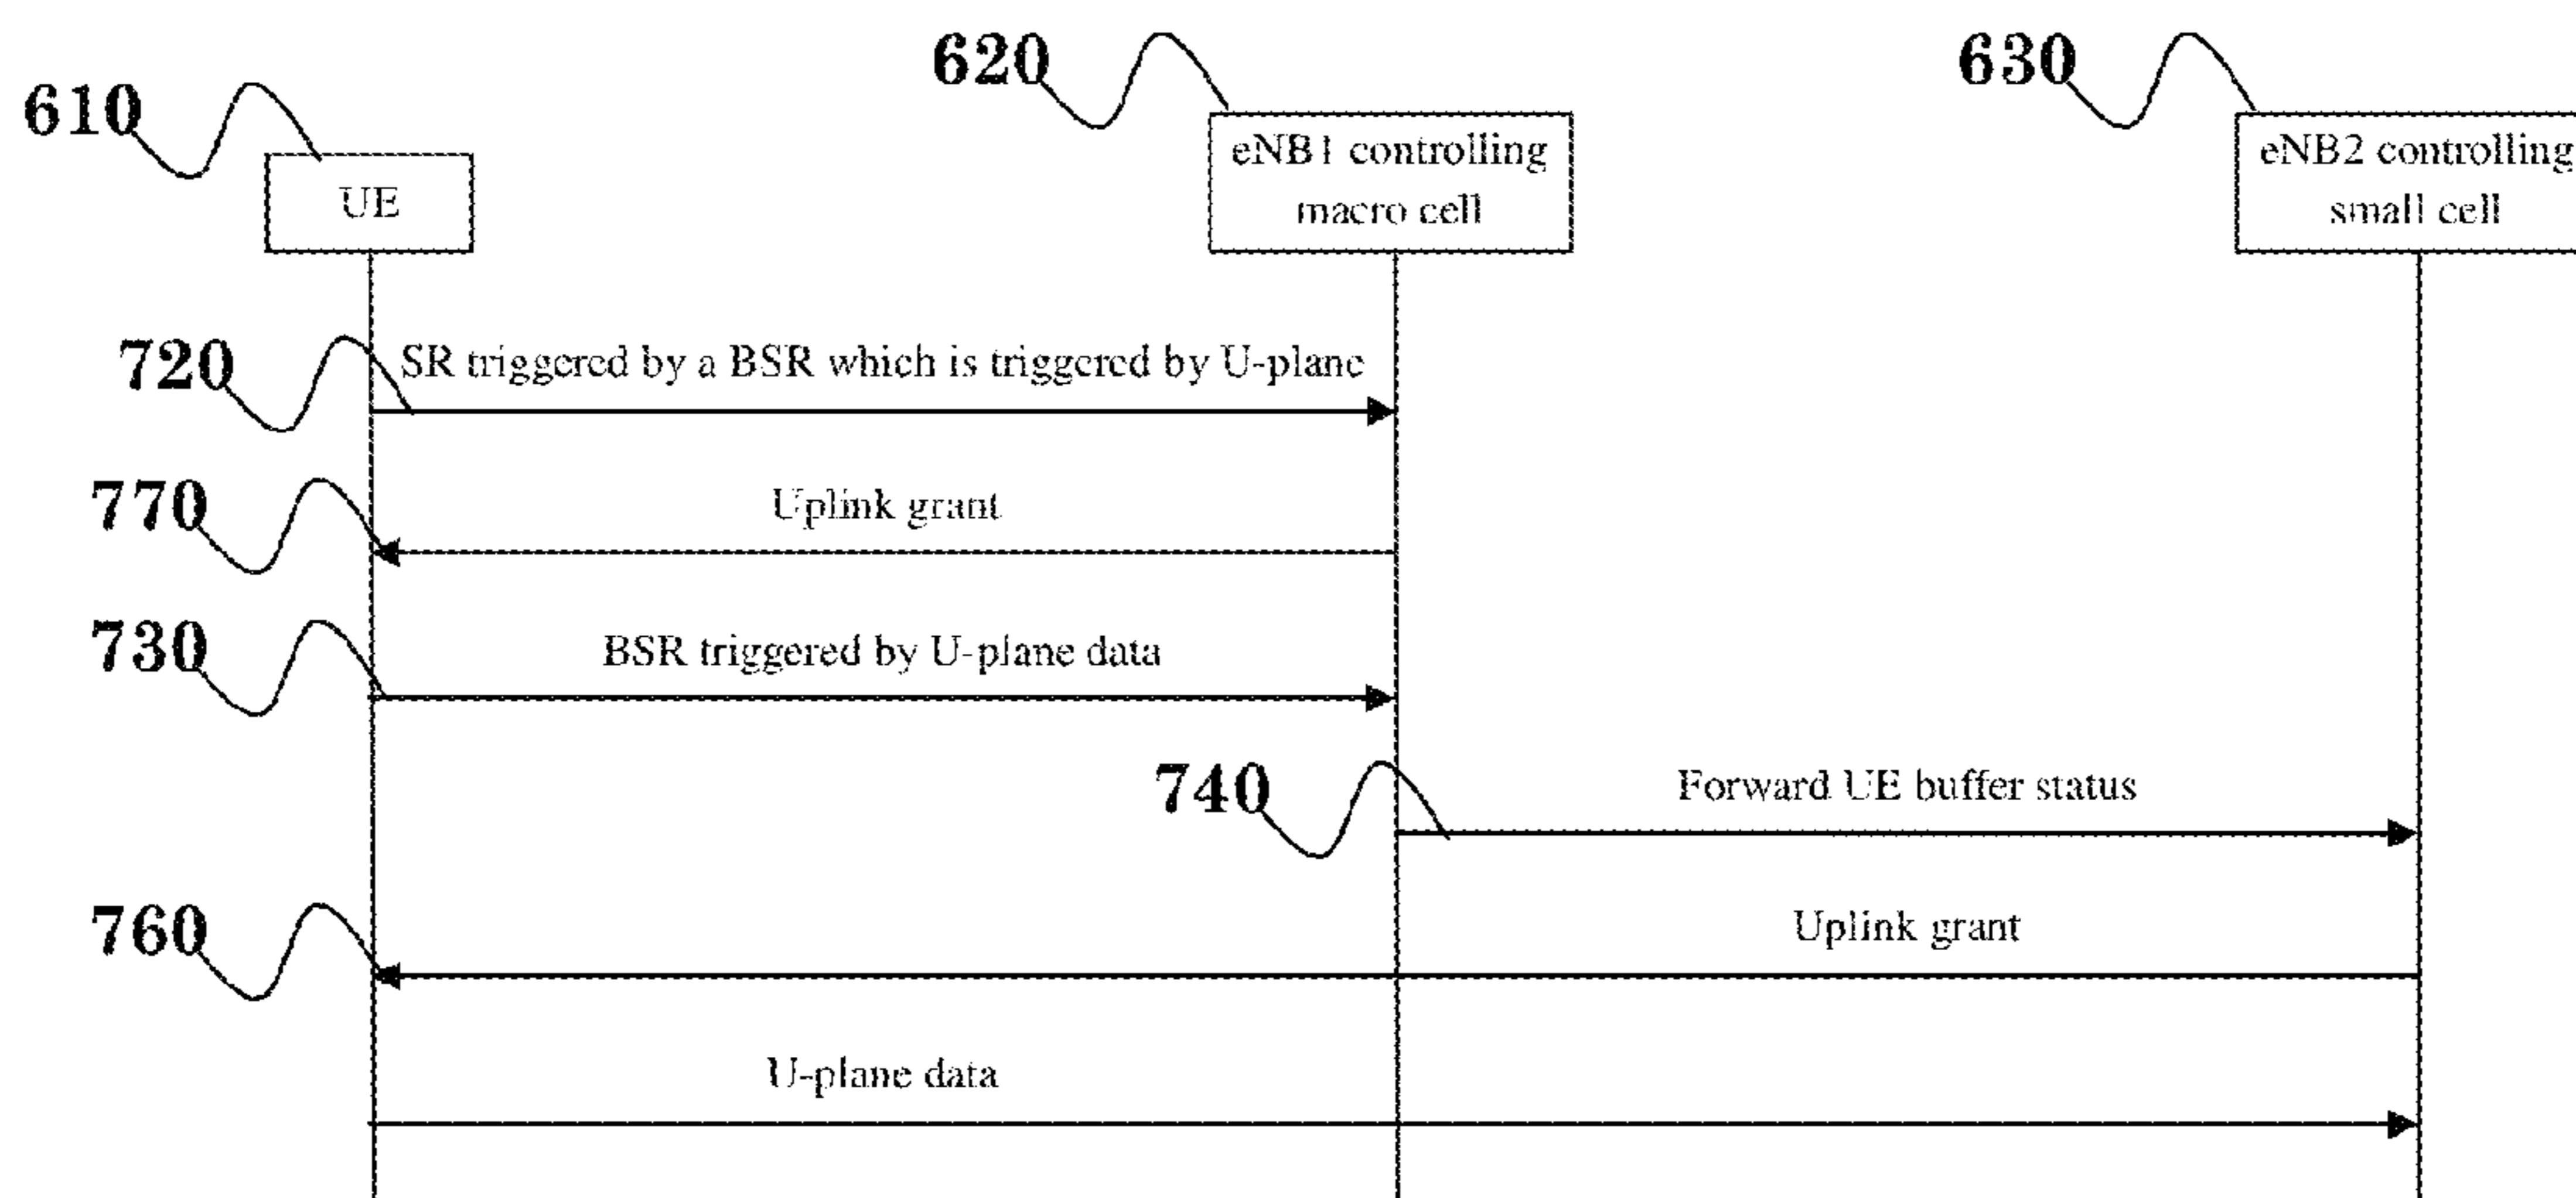 620
630
610
eNB1 controlling
macro cell
eNB2 controlling
small cell
UE
720
SR triggered by a BSR which is triggered by U-plane
770
Uplink grant
730
BSR triggered by U-plane data
740
Forward UE buffer status
760
Uplink grant
U-plane data